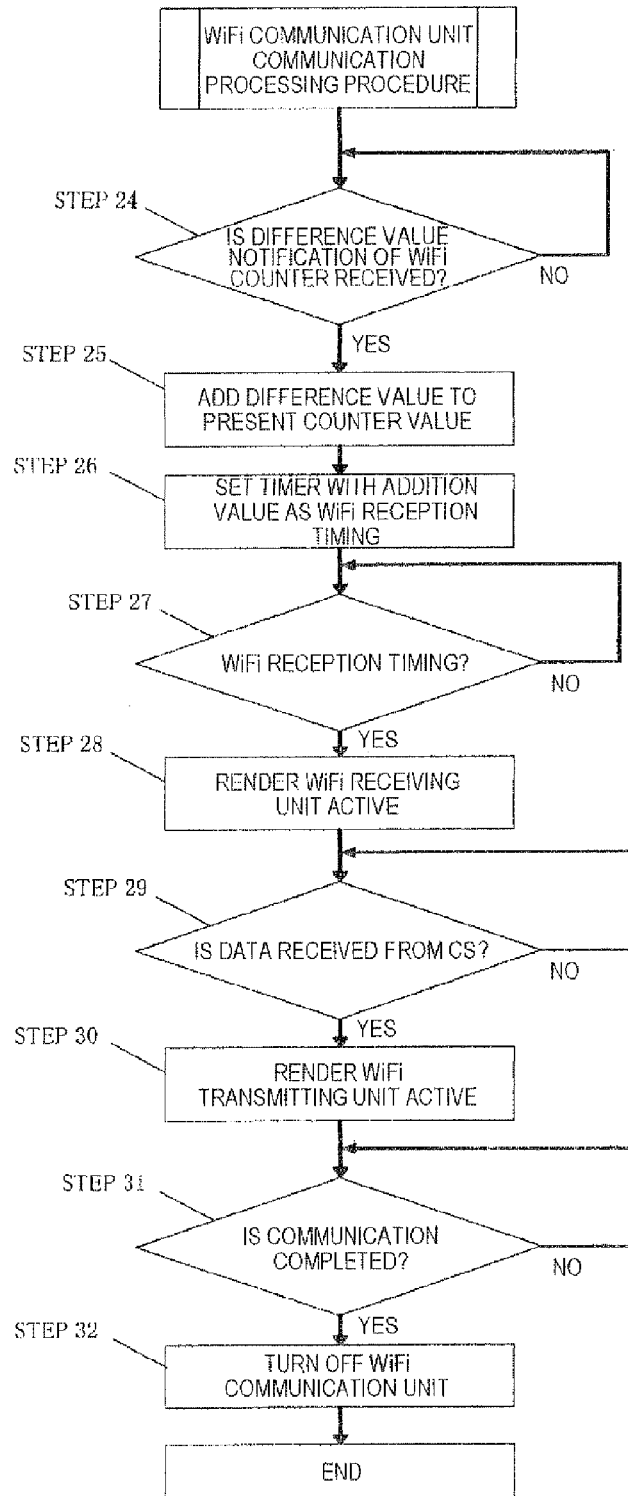 WiFi COMMUNICATION UNIT
COMMUNICATION
PROCESSING PROCEDURE
STEP 24
IS DIFFERENCE VALUE
NOTIFICATION OF WiFi
COUNTER RECEIVED?
NO
YES
STEP 25
ADD DIFFERENCE VALUE TO
PRESENT COUNTER VALUE
STEP 26
SET TIMER WITH ADDITION
VALUE AS WiFi RECEPTION
TIMING
STEP 27
WiFi RECEPTION TIMING?
NO
YES
STEP 28
RENDER WiFi RECEIVING
UNIT ACTIVE
STEP 29
IS DATA RECEIVED FROM CS?
NO
YES
STEP 30
RENDER WiFi
TRANSMITTING UNIT ACTIVE
STEP 31
IS COMMUNICATION
COMPLETED?
NO
YES
STEP 32
TURN OFF WiFi
COMMUNICATION UNIT
END